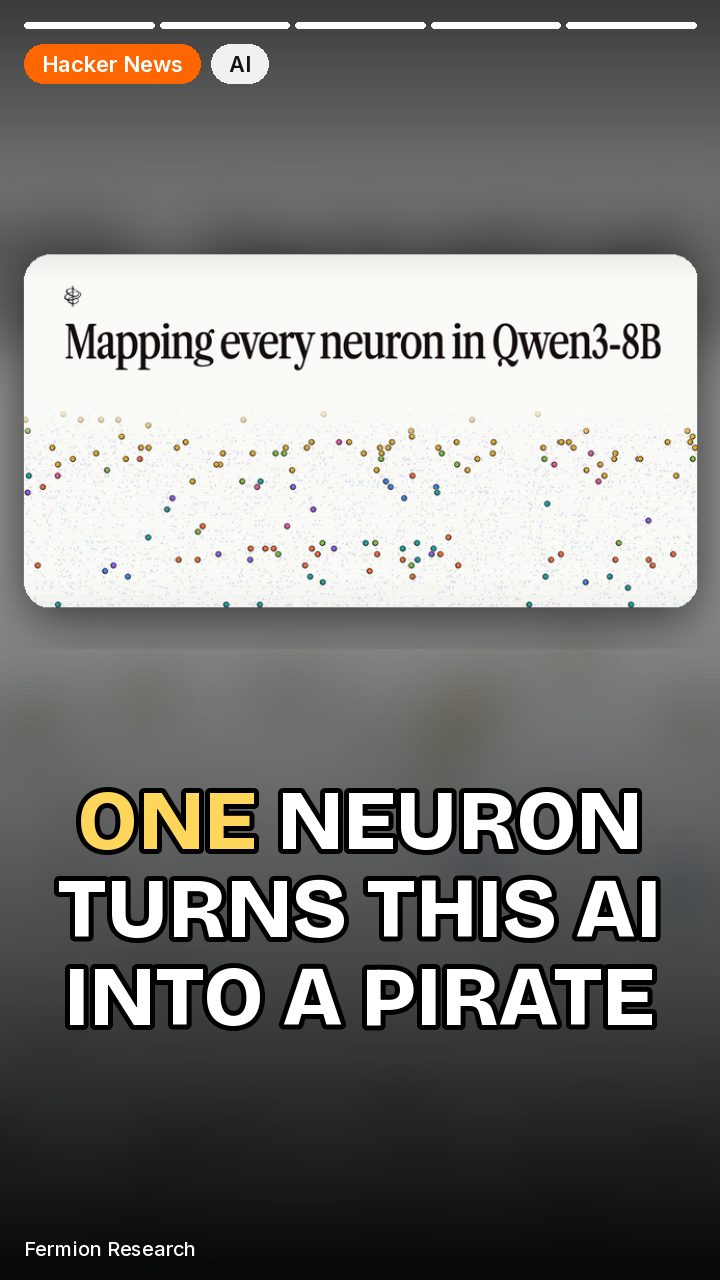 Hacker News AI
Mapping every neuron in Qwen3-8B
ONE NEURON
TURNS THIS AI
INTO A PIRATE
Fermion Research